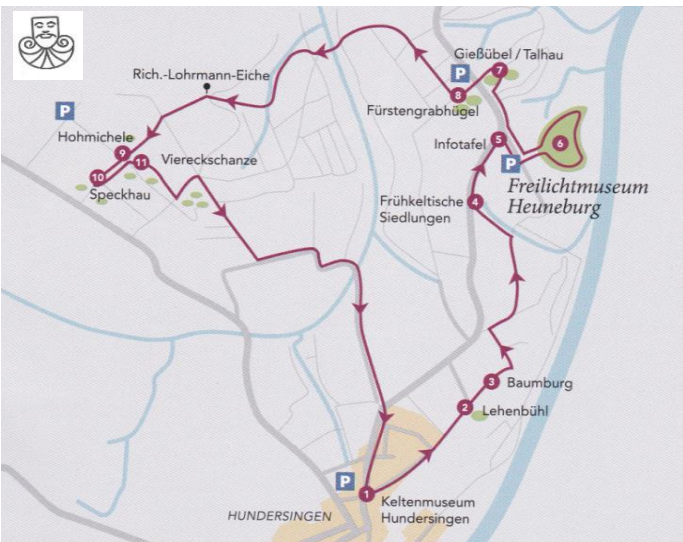 Gießübel / Talhau
P
7
Rich.-Lohrmann-Eiche
8
P
Fürstengrabhügel
Hohmichele
Infotafel
5
6
9
Viereckschanze
11
P
10
Speckhau
Freilichtmuseum
Heuneburg
Frühkeltische
Siedlungen
4
3
Baumburg
2
Lehenbühl
P
1
Keltenmuseum
Hundersingen
HUNDERSINGEN